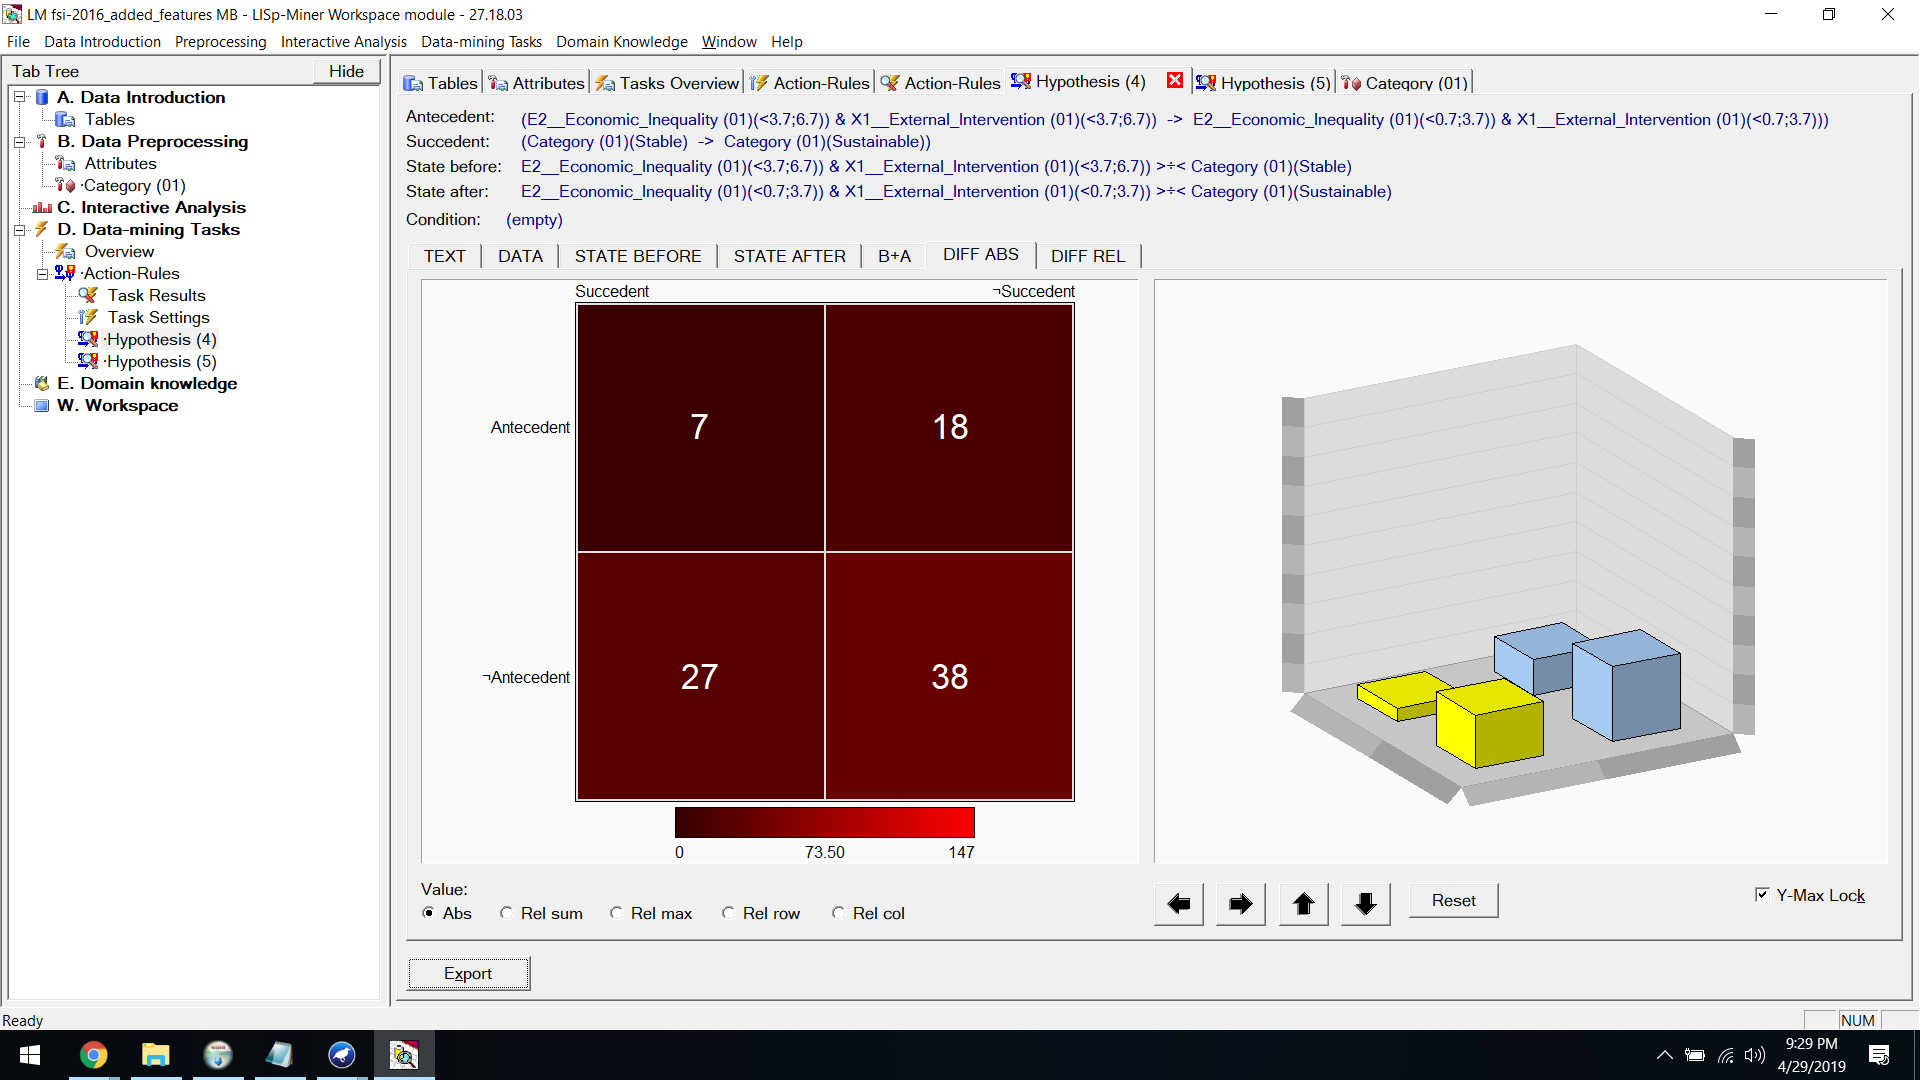 LM fsi-2016_added_features MB - LISp-Miner Workspace module - 27.18.03
File Data Introduction Preprocessing Interactive Analysis Data-mining Tasks Domain Knowledge Window Help
Tab Tree Hide
A. Data Introduction
Tables
B. Data Preprocessing
Attributes
·Category (01)
C. Interactive Analysis
D. Data-mining Tasks
Overview
·Action-Rules
Task Results
Task Settings
·Hypothesis (4)
·Hypothesis (5)
E. Domain knowledge
W. Workspace
Tables Attributes Tasks Overview Action-Rules Action-Rules Hypothesis (4) Hypothesis (5) Category (01)
Antecedent: (E2__Economic_Inequality (01)(<3.7;6.7)) & X1__External_Intervention (01)(<3.7;6.7)) -> E2__Economic_Inequality (01)(<0.7;3.7)) & X1__External_Intervention (01)(<0.7;3.7)))
Succedent: (Category (01)(Stable) -> Category (01)(Sustainable))
State before: E2__Economic_Inequality (01)(<3.7;6.7)) & X1__External_Intervention (01)(<3.7;6.7)) >÷< Category (01)(Stable)
State after: E2__Economic_Inequality (01)(<0.7;3.7)) & X1__External_Intervention (01)(<0.7;3.7)) >÷< Category (01)(Sustainable)
Condition: (empty)
TEXT DATA STATE BEFORE STATE AFTER B+A DIFF ABS DIFF REL
Succedent ¬Succedent
Antecedent 7 18
¬Antecedent 27 38
0 73.50 147
Value:
Abs Rel sum Rel max Rel row Rel col
Reset
Y-Max Lock
Export
Ready
NUM
9:29 PM
4/29/2019